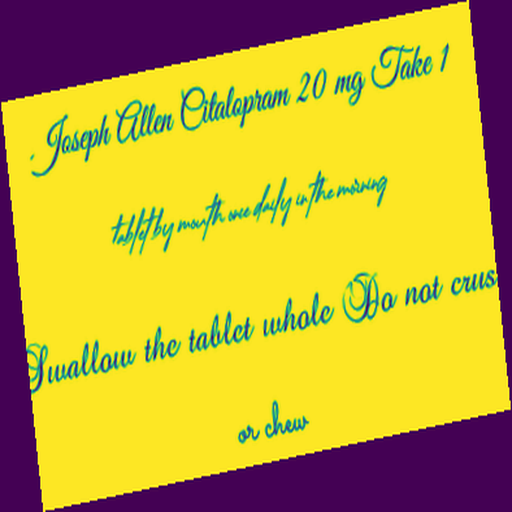 Joseph Allen Citalopram 20 mg Take 1
tablet by mouth once daily in the morning
Swallow the tablet whole Do not crus
or chew